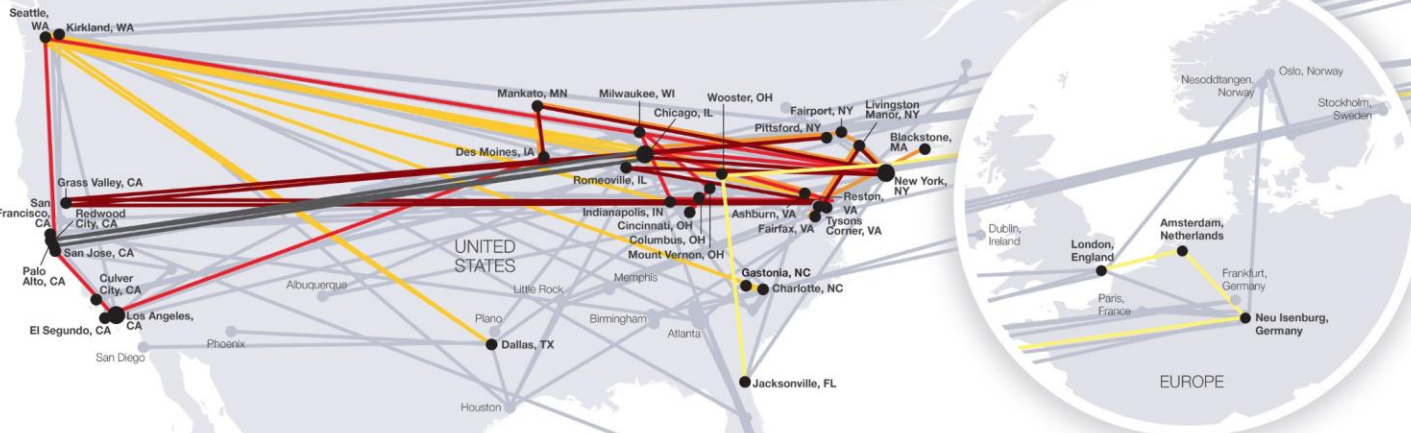 Seattle,
WA
Kirkland, WA
Mankato, MN
Milwaukee, WI
Wooster, OH
Chicago, IL
Fairport, NY
Livingston
Manor, NY
Pittsford, NY
Blackstone,
MA
Des Moines, IA
Romeoville, IL
New York,
NY
Grass Valley, CA
San
Francisco,
CA
Redwood
City, CA
San Jose, CA
Palo
Alto, CA
Culver
City, CA
El Segundo, CA
Los Angeles,
CA
San Diego
Phoenix
Albuquerque
UNITED
STATES
Indianapolis, IN
Cincinnati, OH
Columbus, OH
Mount Vernon, OH
Ashburn, VA
Reston,
VA
Fairfax, VA
Tysons
Corner, VA
Gastonia, NC
Charlotte, NC
Memphis
Little Rock
Birmingham
Atlanta
Plano
Dallas, TX
Houston
Jacksonville, FL
Oslo, Norway
Nesoddtangen,
Norway
Stockholm,
Sweden
Dublin,
Ireland
London,
England
Amsterdam,
Netherlands
Frankfurt,
Germany
Paris,
France
Neu Isenburg,
Germany
EUROPE